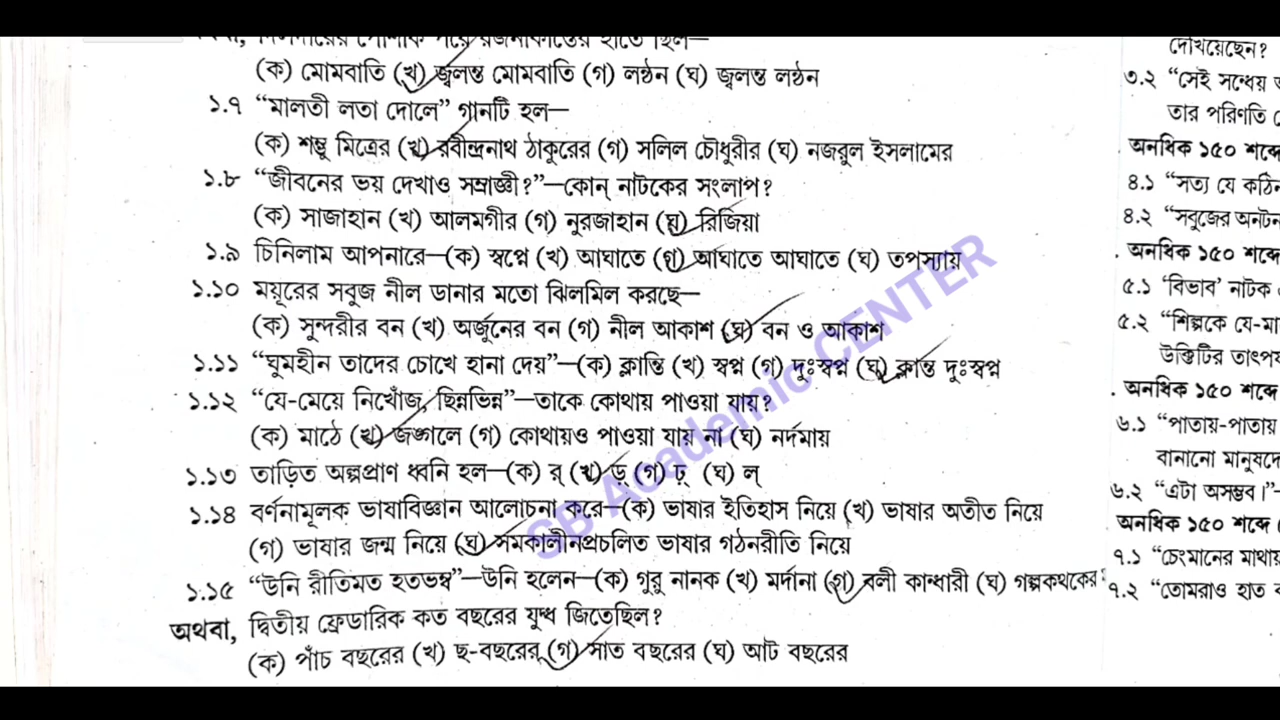 (ক) মোমবাতি (খ) জ্বলন্ত মোমবাতি (গ) লণ্ঠন (ঘ) জ্বলন্ত লণ্ঠন
১.৭ “মালতী লতা দোলে” গানটি হল—
(ক) শম্ভু মিত্রের (খ) রবীন্দ্রনাথ ঠাকুরের (গ) সলিল চৌধুরীর (ঘ) নজরুল ইসলামের
১.৮ “জীবনের ভয় দেখাও সম্রাজ্ঞী?”—কোন্ নাটকের সংলাপ?
(ক) সাজাহান (খ) আলমগীর (গ) নুরজাহান (ঘ) রিজিয়া
১.৯ চিনিলাম আপনারে—(ক) স্বপ্নে (খ) আঘাতে (গ) আঘাতে আঘাতে (ঘ) তপস্যায়
১.১০ ময়ূরের সবুজ নীল ডানার মতো ঝিলমিল করছে—
(ক) সুন্দরীর বন (খ) অর্জুনের বন (গ) নীল আকাশ (ঘ) বন ও আকাশ
১.১১ “ঘুমহীন তাদের চোখে হানা দেয়”—(ক) ক্লান্তি (খ) স্বপ্ন (গ) দুঃস্বপ্ন (ঘ) ক্লান্ত দুঃস্বপ্ন
১.১২ “যে-মেয়ে নিখোঁজ, ছিন্নভিন্ন”—তাকে কোথায় পাওয়া যায়?
(ক) মাঠে (খ) জঙ্গলে (গ) কোথায়ও পাওয়া যায় না (ঘ) নর্দমায়
১.১৩ তাড়িত অল্পপ্রাণ ধ্বনি হল—(ক) র্ (খ) ড় (গ) ঢ় (ঘ) ল্
১.১৪ বর্ণনামূলক ভাষাবিজ্ঞান আলোচনা করে—(ক) ভাষার ইতিহাস নিয়ে (খ) ভাষার অতীত নিয়ে
(গ) ভাষার জন্ম নিয়ে (ঘ) সমকালীনপ্রচলিত ভাষার গঠনরীতি নিয়ে
১.১৫ “উনি রীতিমত হতভম্ব”—উনি হলেন—(ক) গুরু নানক (খ) মর্দানা (গ) বলী কান্ধারী (ঘ) গল্পকথকের
অথবা, দ্বিতীয় ফ্রেডারিক কত বছরের যুদ্ধ জিতেছিল?
(ক) পাঁচ বছরের (খ) ছ-বছরের (গ) সাত বছরের (ঘ) আট বছরের
দেখিয়েছেন?
৩.২ “সেই সন্ধেয়
তার পরিণতি
অনধিক ১৫০ শব্দে
৪.১ “সত্য যে কঠিন
৪.২ “সবুজের অনটন
অনধিক ১৫০ শব্দে
৫.১ ‘বিভাব’ নাটক
৫.২ “শিল্পকে যে-মা
উক্তিটির তাৎপ
অনধিক ১৫০ শব্দে
৬.১ “পাতায়-পাতায়
বানানো মানুষদে
৬.২ “এটা অসম্ভব।”
অনধিক ১৫০ শব্দে
৭.১ “চেংমানের মাথায়
৭.২ “তোমরাও হাত
SB Academic CENTER